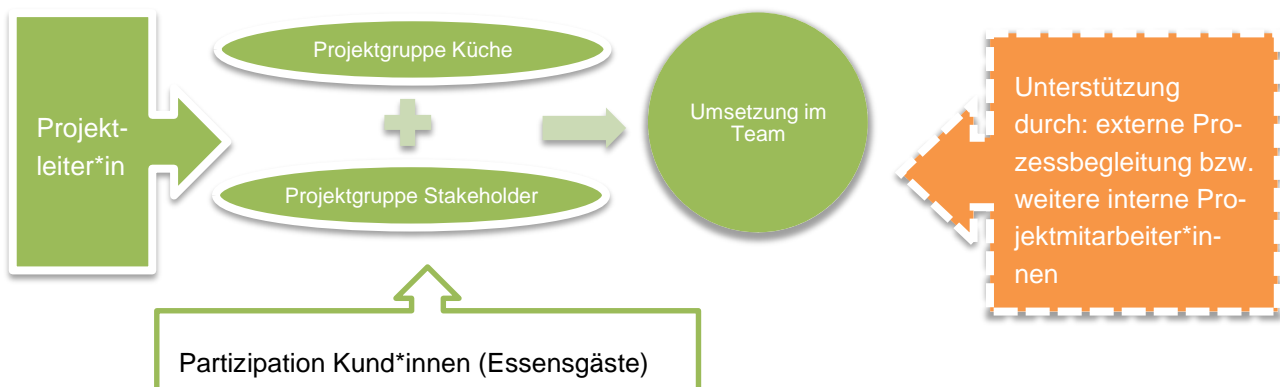 Projekt-
leiter*in
Projektgruppe Küche
Projektgruppe Stakeholder
Umsetzung im
Team
Unterstützung
durch: externe Pro-
zessbegleitung bzw.
weitere interne Pro-
jektmitarbeiter*in-
nen
Partizipation Kund*innen (Essensgäste)